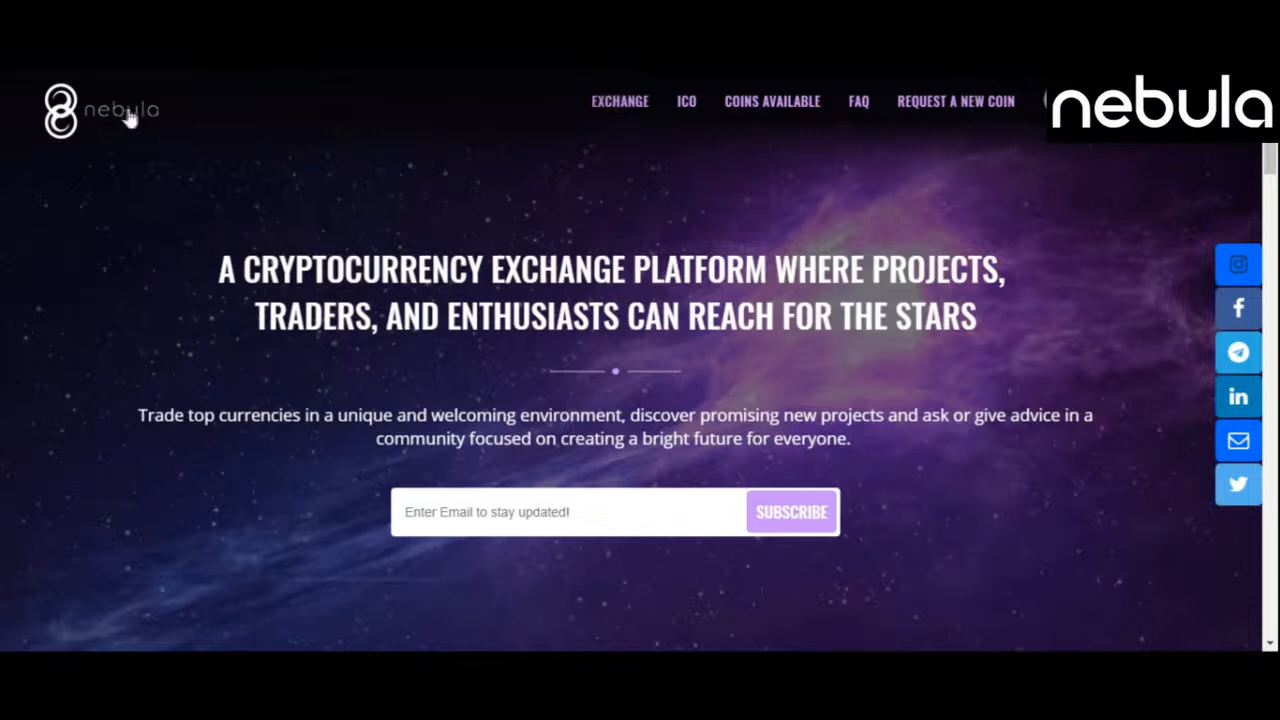 nebula
EXCHANGE
ICO
COINS AVAILABLE
FAQ
REQUEST A NEW COIN
nebula
A CRYPTOCURRENCY EXCHANGE PLATFORM WHERE PROJECTS,
TRADERS, AND ENTHUSIASTS CAN REACH FOR THE STARS
Trade top currencies in a unique and welcoming environment, discover promising new projects and ask or give advice in a
community focused on creating a bright future for everyone.
Enter Email to stay updated!
SUBSCRIBE